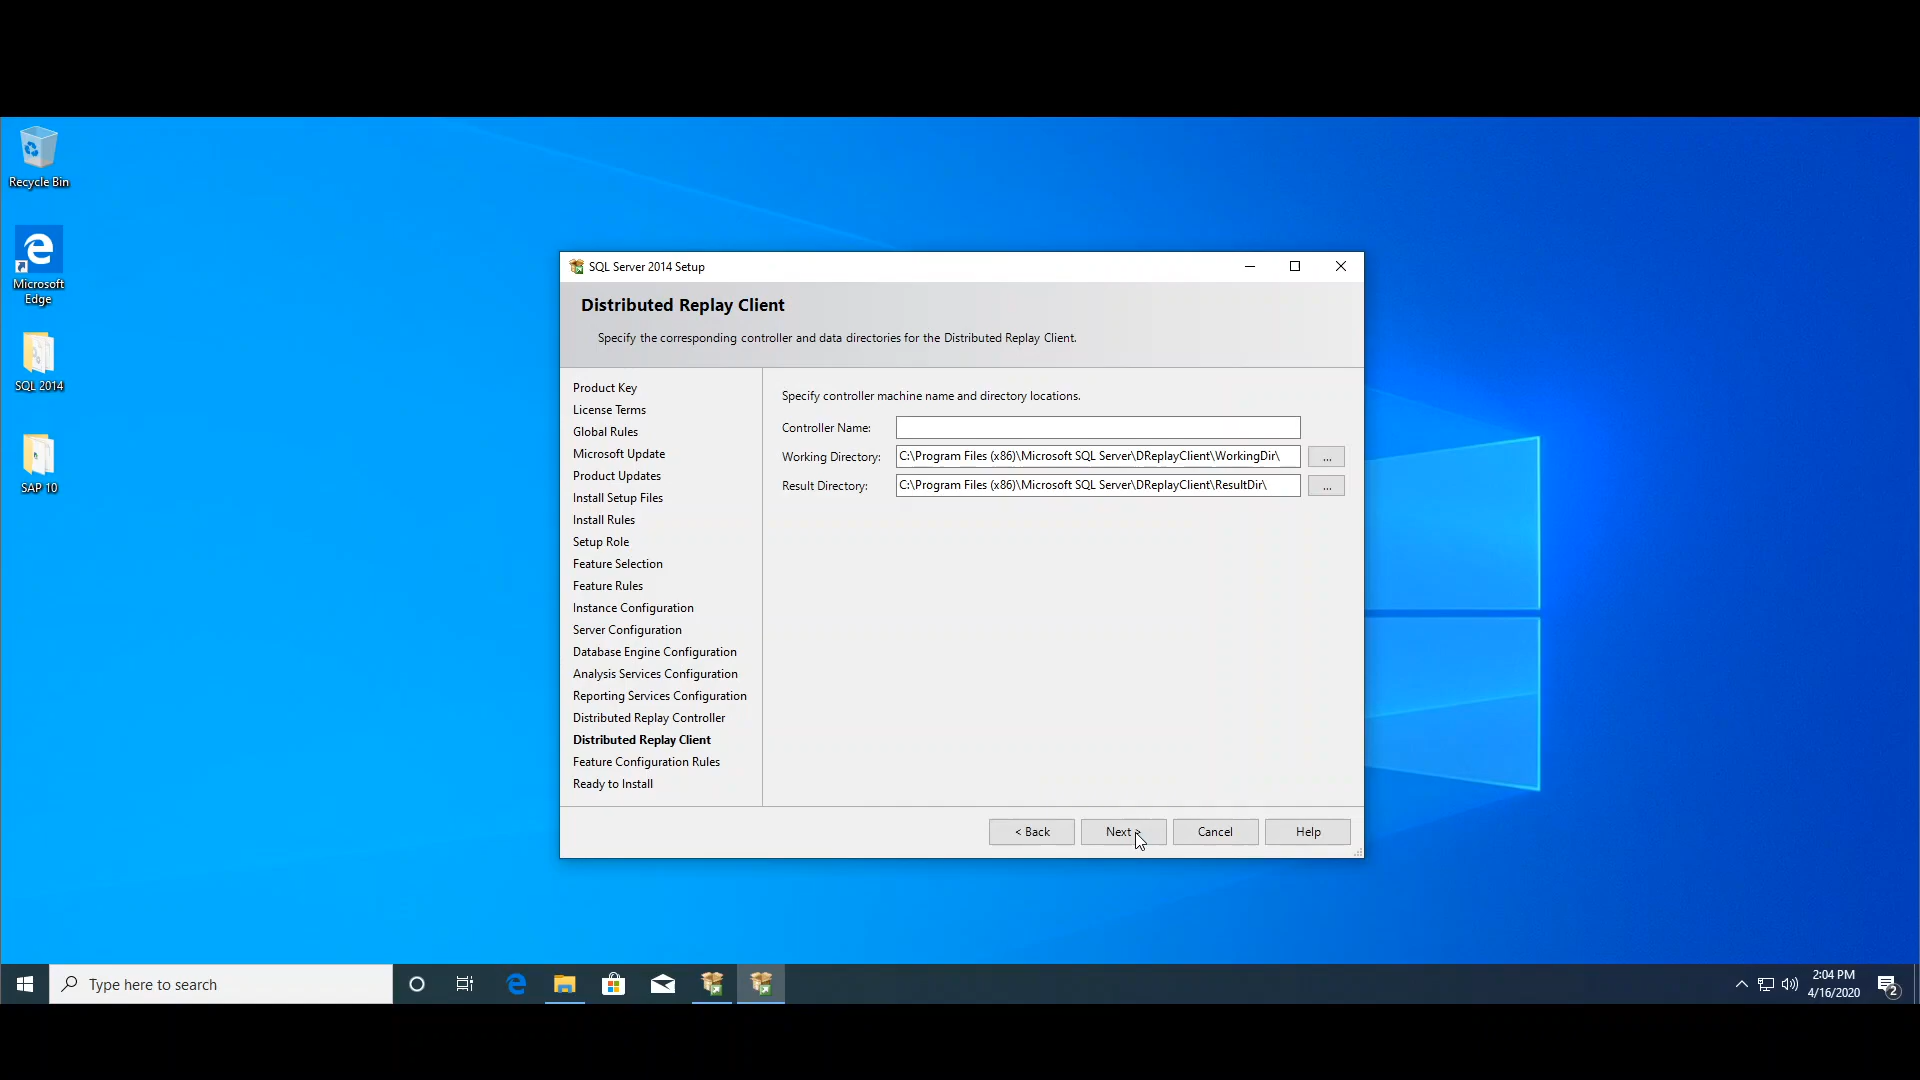 Recycle Bin
Microsoft
Edge
SQL 2014
SAP 10
SQL Server 2014 Setup
Distributed Replay Client
Specify the corresponding controller and data directories for the Distributed Replay Client.
Product Key
License Terms
Global Rules
Microsoft Update
Product Updates
Install Setup Files
Install Rules
Setup Role
Feature Selection
Feature Rules
Instance Configuration
Server Configuration
Database Engine Configuration
Analysis Services Configuration
Reporting Services Configuration
Distributed Replay Controller
Distributed Replay Client
Feature Configuration Rules
Ready to Install
Specify controller machine name and directory locations.
Controller Name:
Working Directory: C:\Program Files (x86)\Microsoft SQL Server\DReplayClient\WorkingDir\ ...
Result Directory: C:\Program Files (x86)\Microsoft SQL Server\DReplayClient\ResultDir\ ...
< Back Next > Cancel Help
Type here to search
2:04 PM
4/16/2020
2